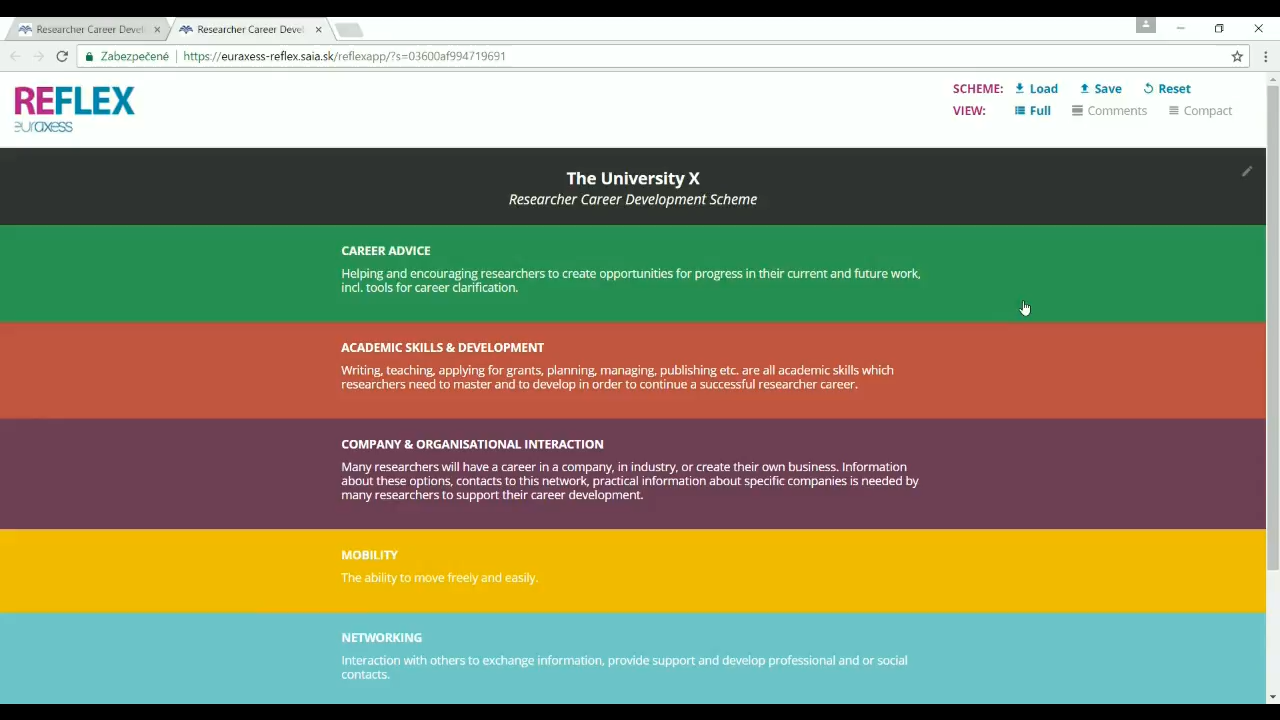 Researcher Career Devel
Researcher Career Devel
Zabezpečené
https://euraxess-reflex.saia.sk/reflexapp/?s=03600af994719691
REFLEX
euraxess
SCHEME: Load Save Reset
VIEW: Full Comments Compact
The University X
Researcher Career Development Scheme
CAREER ADVICE
Helping and encouraging researchers to create opportunities for progress in their current and future work,
incl. tools for career clarification.
ACADEMIC SKILLS & DEVELOPMENT
Writing, teaching, applying for grants, planning, managing, publishing etc. are all academic skills which
researchers need to master and to develop in order to continue a successful researcher career.
COMPANY & ORGANISATIONAL INTERACTION
Many researchers will have a career in a company, in industry, or create their own business. Information
about these options, contacts to this network, practical information about specific companies is needed by
many researchers to support their career development.
MOBILITY
The ability to move freely and easily.
NETWORKING
Interaction with others to exchange information, provide support and develop professional and or social
contacts.